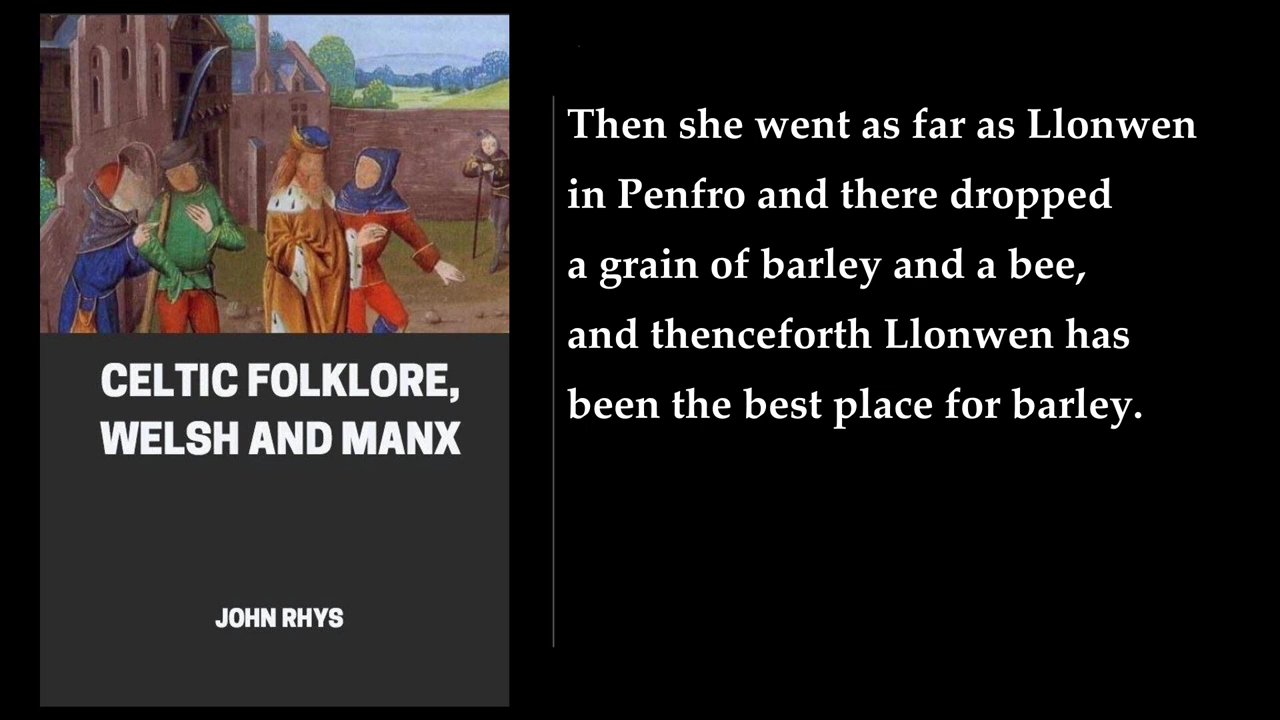 CELTIC FOLKLORE,
WELSH AND MANX
JOHN RHYS
Then she went as far as Llonwen
in Penfro and there dropped
a grain of barley and a bee,
and thenceforth Llonwen has
been the best place for barley.